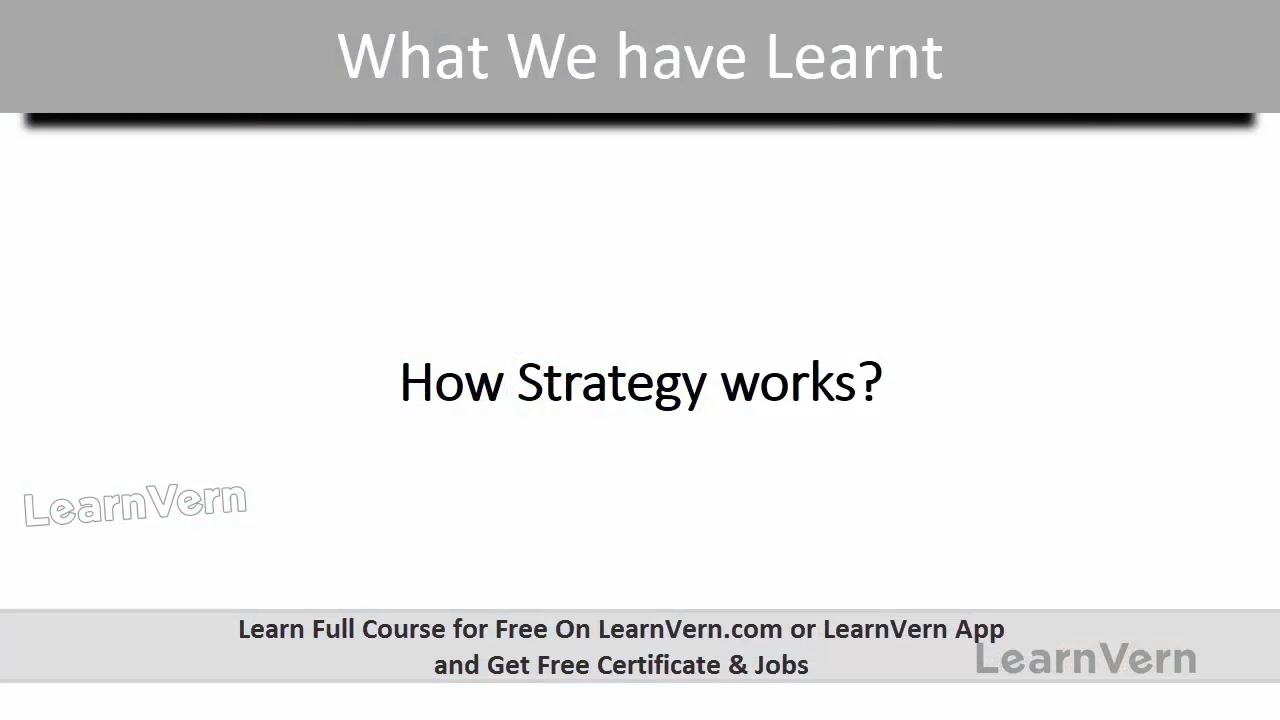 What We have Learnt
How Strategy works?
LearnVern
Learn Full Course for Free On LearnVern.com or LearnVern App
and Get Free Certificate & Jobs
LearnVern